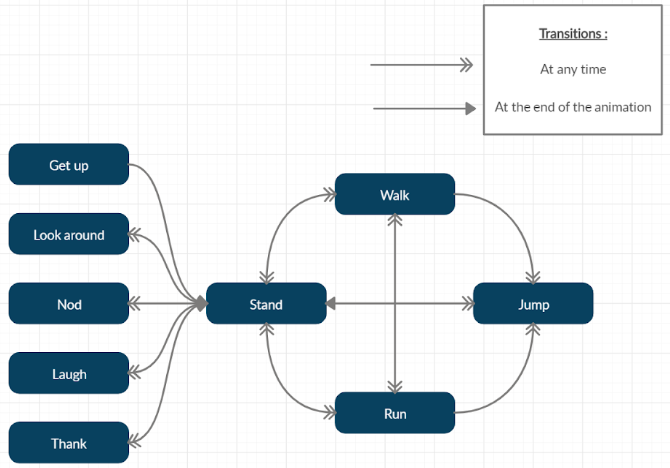 Transitions :
At any time
At the end of the animation
Get up
Walk
Look around
Nod
Stand
Jump
Laugh
Run
Thank